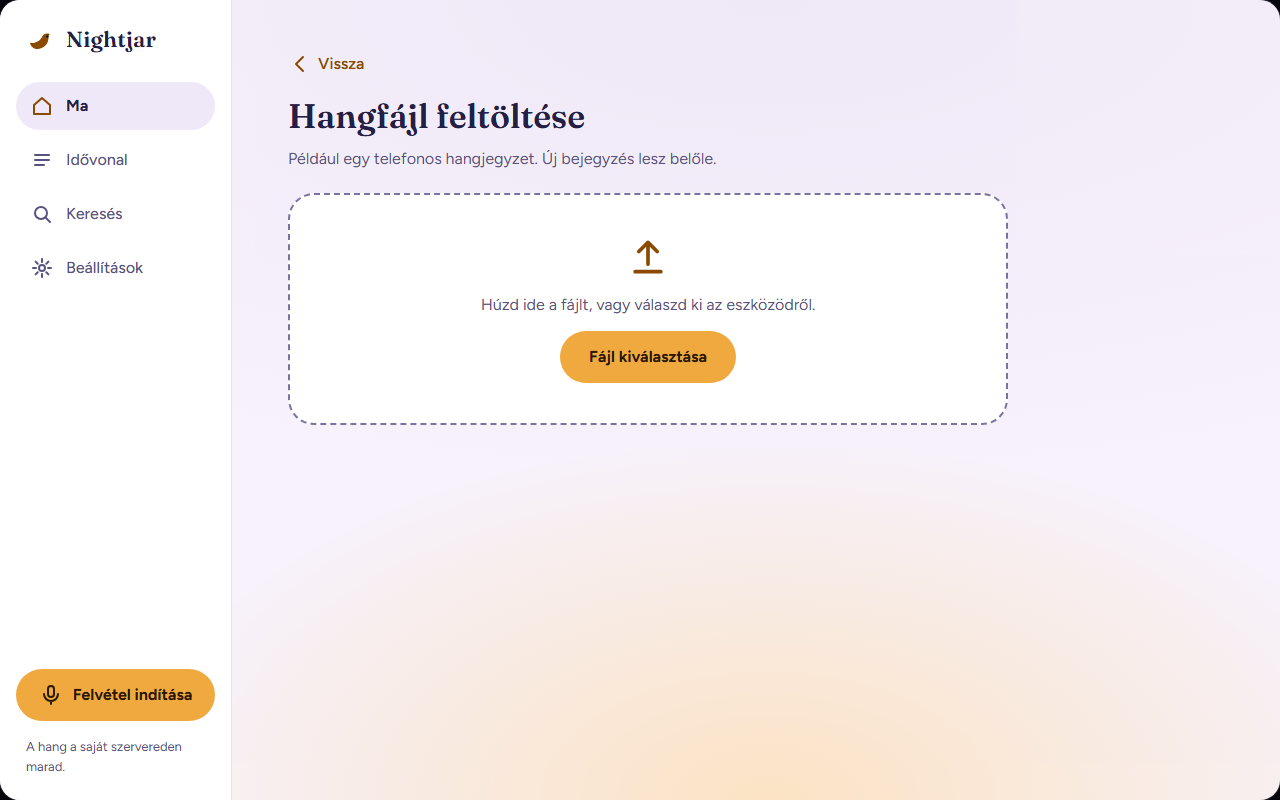 Nightjar
Ma
Idővonal
Keresés
Beállítások
Felvétel indítása
A hang a saját szervereden
marad.
Vissza
Hangfájl feltöltése
Például egy telefonos hangjegyzet. Új bejegyzés lesz belőle.
Húzd ide a fájlt, vagy válaszd ki az eszközödről.
Fájl kiválasztása